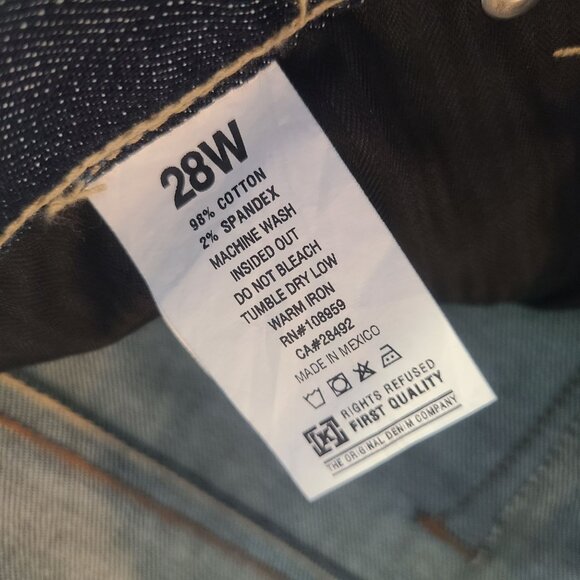 28W
98% COTTON
2% SPANDEX
MACHINE WASH
INSIDED OUT
DO NOT BLEACH
TUMBLE DRY LOW
WARM IRON
RN#108959
CA#28492
MADE IN MEXICO
RIGHTS REFUSED
FIRST QUALITY
THE ORIGINAL DENIM COMPANY